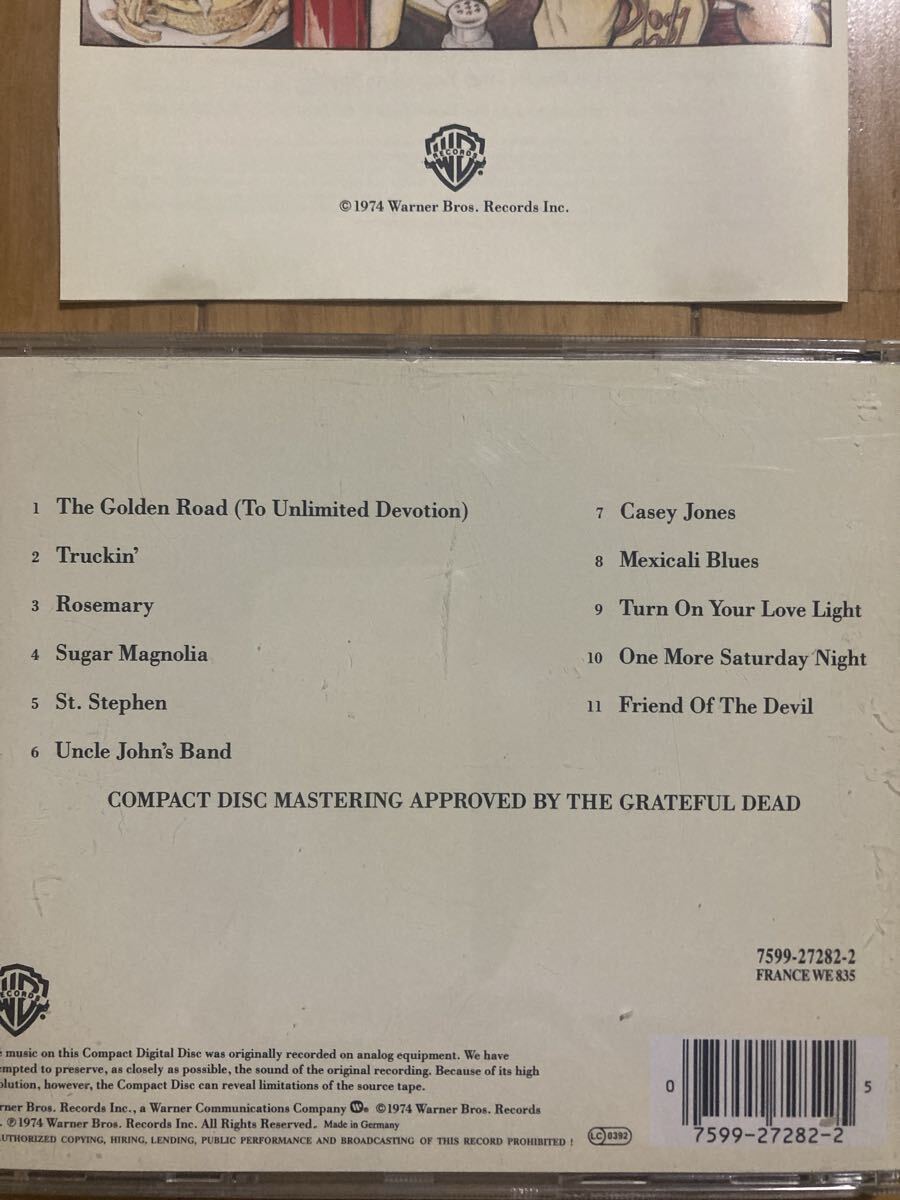 RECORDS
©1974 Warner Bros. Records Inc.
1 The Golden Road (To Unlimited Devotion)
2 Truckin'
3 Rosemary
4 Sugar Magnolia
5 St. Stephen
6 Uncle John's Band
7 Casey Jones
8 Mexicali Blues
9 Turn On Your Love Light
10 One More Saturday Night
11 Friend Of The Devil
COMPACT DISC MASTERING APPROVED BY THE GRATEFUL DEAD
7599-27282-2
FRANCE WE 835
RECORDS
music on this Compact Digital Disc was originally recorded on analog equipment. We have
empted to preserve, as closely as possible, the sound of the original recording. Because of its high
olution, however, the Compact Disc can reveal limitations of the source tape.
rner Bros. Records Inc., a Warner Communications Company ©1974 Warner Bros. Records
. ℗1974 Warner Bros. Records Inc. All Rights Reserved. Made in Germany
AUTHORIZED COPYING, HIRING, LENDING, PUBLIC PERFORMANCE AND BROADCASTING OF THIS RECORD PROHIBITED !
LC 0392
0 7599-27282-2 5